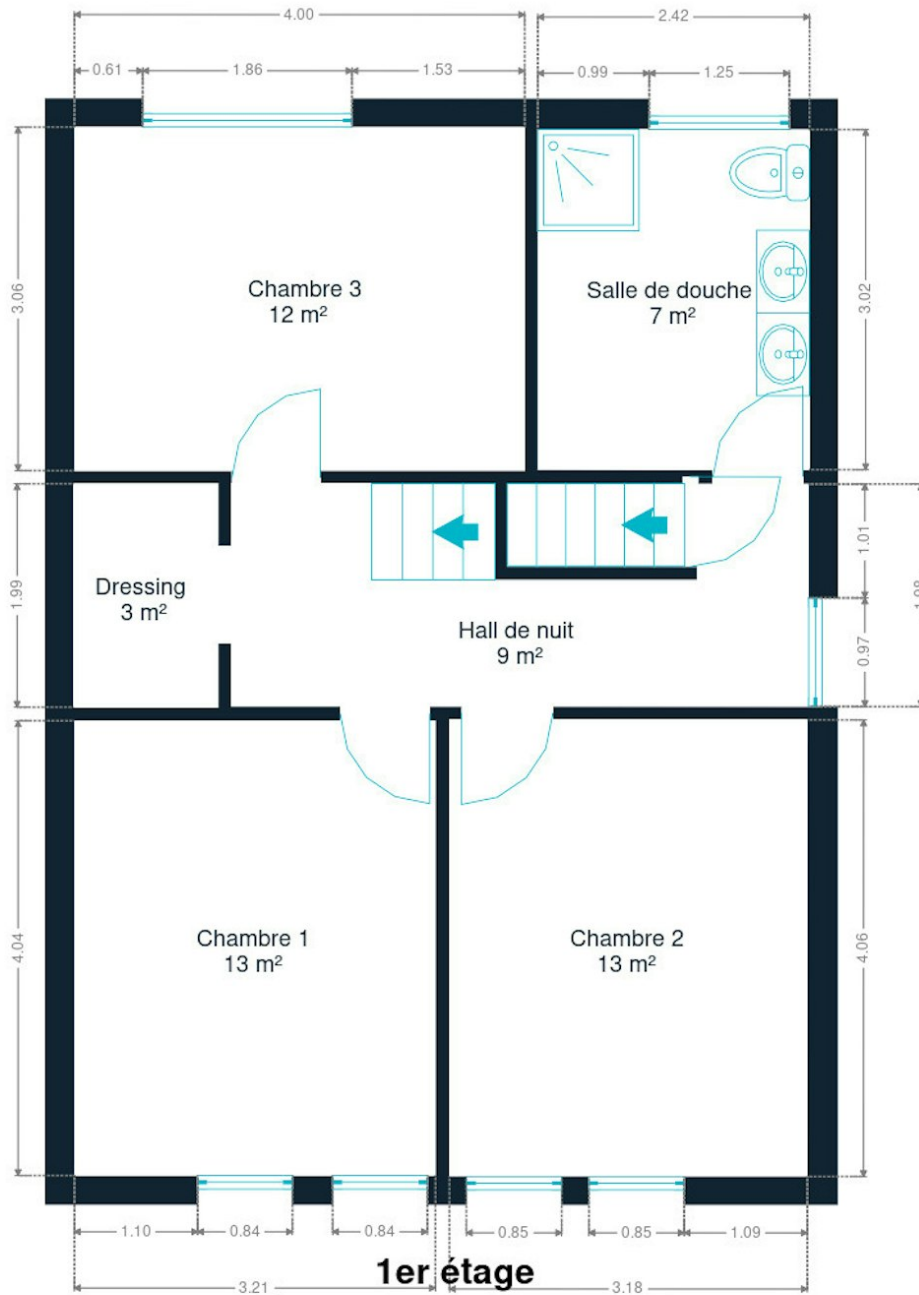 4.00
2.42
0.61
1.86
1.53
0.99
1.25
3.06
Chambre 3
12 m²
Salle de douche
7 m²
3.02
1.99
Dressing
3 m²
Hall de nuit
9 m²
1.01
0.97
1.98
4.04
Chambre 1
13 m²
Chambre 2
13 m²
4.06
1.10
0.84
0.84
0.85
0.85
1.09
3.21
1er étage
3.18